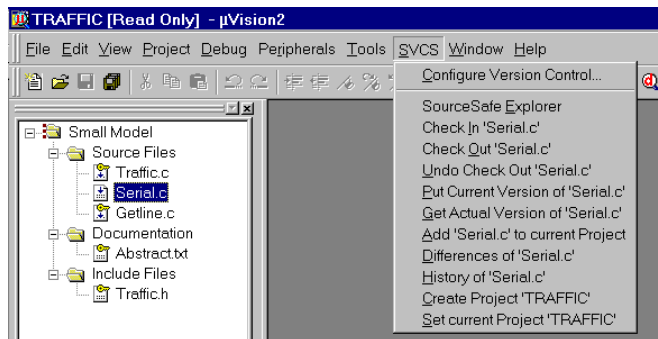 TRAFFIC [Read Only] - µVision2
File Edit View Project Debug Peripherals Tools SVCS Window Help
Configure Version Control...
Small Model
Source Files
Traffic.c
Serial.c
Getline.c
Documentation
Abstract.txt
Include Files
Traffic.h
SourceSafe Explorer
Check In 'Serial.c'
Check Out 'Serial.c'
Undo Check Out 'Serial.c'
Put Current Version of 'Serial.c'
Get Actual Version of 'Serial.c'
Add 'Serial.c' to current Project
Differences of 'Serial.c'
History of 'Serial.c'
Create Project 'TRAFFIC'
Set current Project 'TRAFFIC'